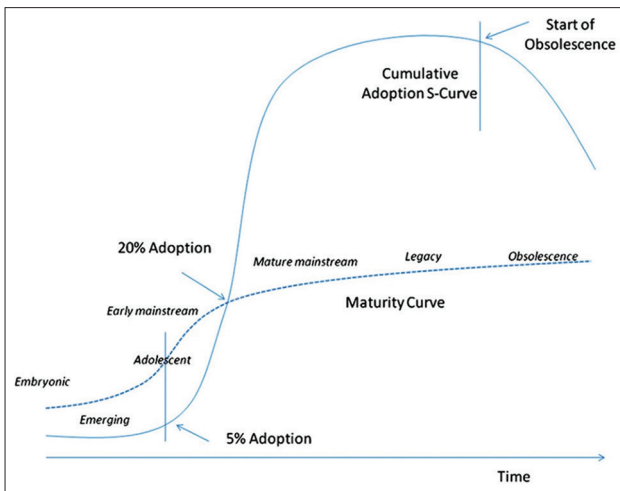 Start of
Obsolescence
Cumulative
Adoption S-Curve
20% Adoption
Mature mainstream
Legacy
Obsolescence
Early mainstream
Maturity Curve
Adolescent
Embryonic
Emerging
5% Adoption
Time